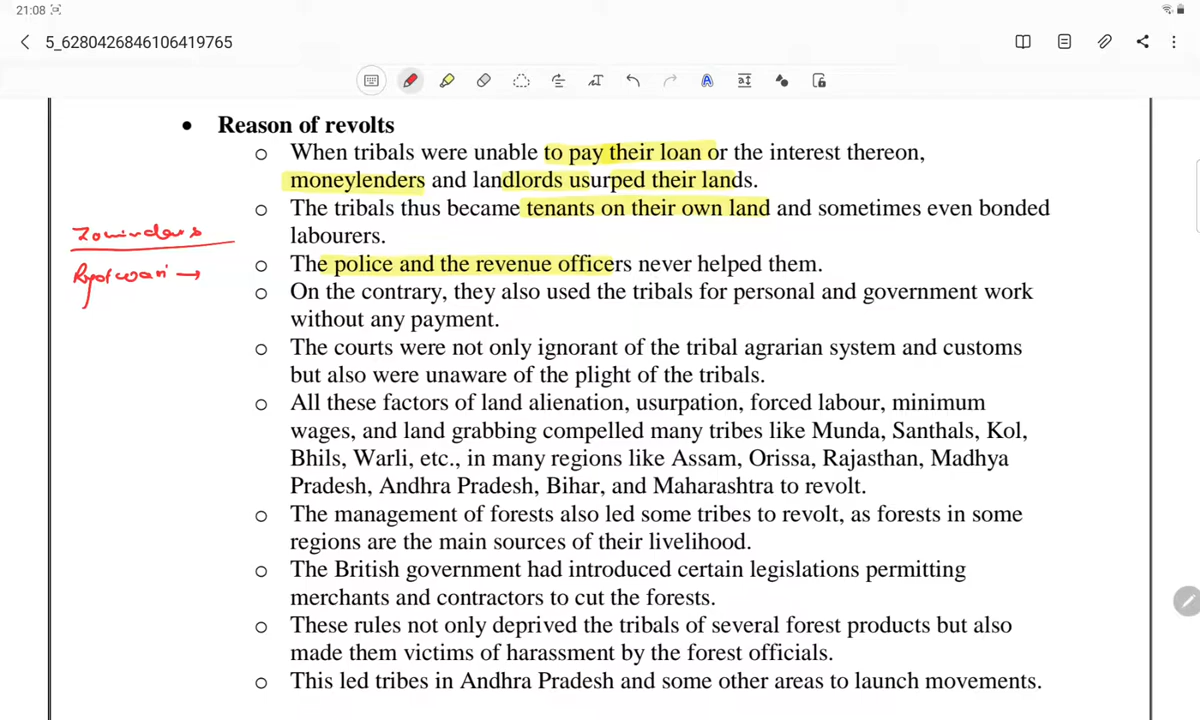 21:08
5_6280426846106419765
• Reason of revolts
o When tribals were unable to pay their loan or the interest thereon,
moneylenders and landlords usurped their lands.
o The tribals thus became tenants on their own land and sometimes even bonded
labourers.
Zamindars
o The police and the revenue officers never helped them.
Ryotwari →
o On the contrary, they also used the tribals for personal and government work
without any payment.
o The courts were not only ignorant of the tribal agrarian system and customs
but also were unaware of the plight of the tribals.
o All these factors of land alienation, usurpation, forced labour, minimum
wages, and land grabbing compelled many tribes like Munda, Santhals, Kol,
Bhils, Warli, etc., in many regions like Assam, Orissa, Rajasthan, Madhya
Pradesh, Andhra Pradesh, Bihar, and Maharashtra to revolt.
o The management of forests also led some tribes to revolt, as forests in some
regions are the main sources of their livelihood.
o The British government had introduced certain legislations permitting
merchants and contractors to cut the forests.
o These rules not only deprived the tribals of several forest products but also
made them victims of harassment by the forest officials.
o This led tribes in Andhra Pradesh and some other areas to launch movements.